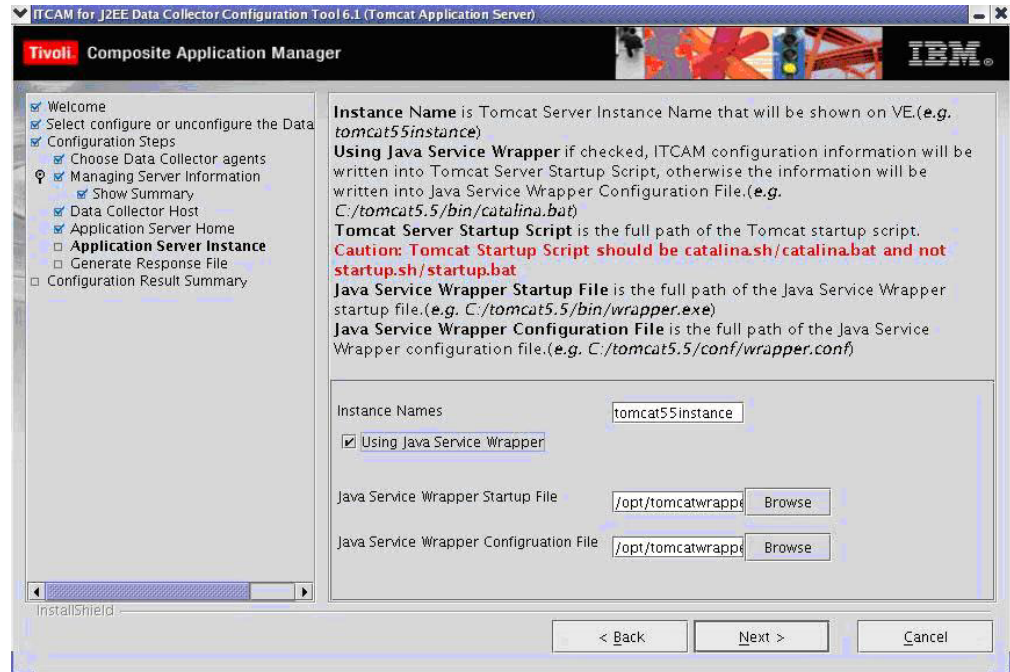 ITCAM for J2EE Data Collector Configuration Tool 6.1 (Tomcat Application Server)
Tivoli. Composite Application Manager
IBM®
Welcome
Select configure or unconfigure the Data
Configuration Steps
Choose Data Collector agents
Managing Server Information
Show Summary
Data Collector Host
Application Server Home
Application Server Instance
Generate Response File
Configuration Result Summary
Instance Name is Tomcat Server Instance Name that will be shown on VE.(e.g.
tomcat55instance)
Using Java Service Wrapper if checked, ITCAM configuration information will be
written into Tomcat Server Startup Script, otherwise the information will be
written into Java Service Wrapper Configuration File.(e.g.
C:/tomcat5.5/bin/catalina.bat)
Tomcat Server Startup Script is the full path of the Tomcat startup script.
Caution: Tomcat Startup Script should be catalina.sh/catalina.bat and not
startup.sh/startup.bat
Java Service Wrapper Startup File is the full path of the Java Service Wrapper
startup file.(e.g. C:/tomcat5.5/bin/wrapper.exe)
Java Service Wrapper Configuration File is the full path of the Java Service
Wrapper configuration file.(e.g. C:/tomcat5.5/conf/wrapper.conf)
Instance Names tomcat55instance
Using Java Service Wrapper
Java Service Wrapper Startup File /opt/tomcatwrappe Browse
Java Service Wrapper Configruation File /opt/tomcatwrappe Browse
InstallShield
< Back Next > Cancel